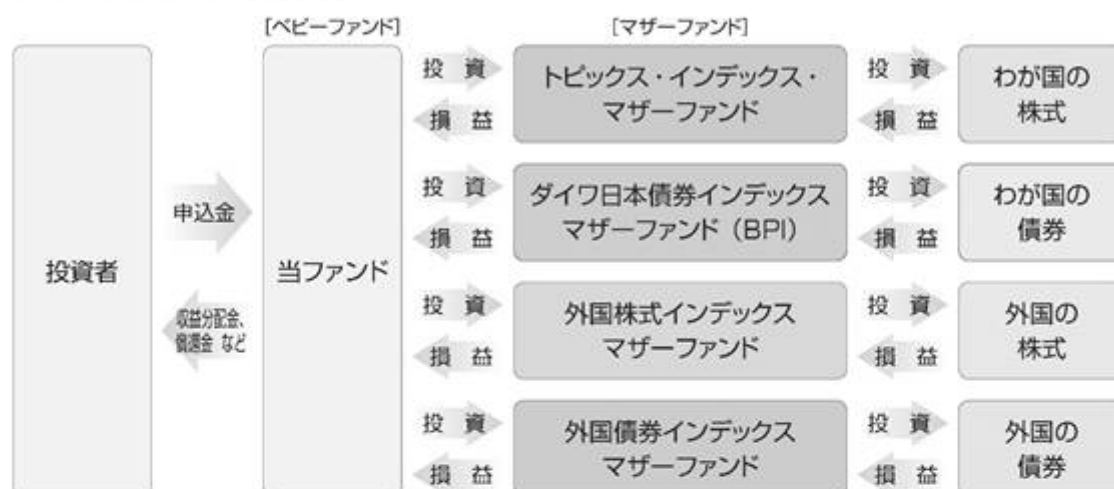 [ベビーファンド]
[マザーファンド]
投資者
申込金
収益分配金、
償還金 など
当ファンド
投 資
損 益
トピックス・インデックス・
マザーファンド
投 資
損 益
わが国の
株式
投 資
損 益
ダイワ日本債券インデックス
マザーファンド（BPI）
投 資
損 益
わが国の
債券
投 資
損 益
外国株式インデックス
マザーファンド
投 資
損 益
外国の
株式
投 資
損 益
外国債券インデックス
マザーファンド
投 資
損 益
外国の
債券